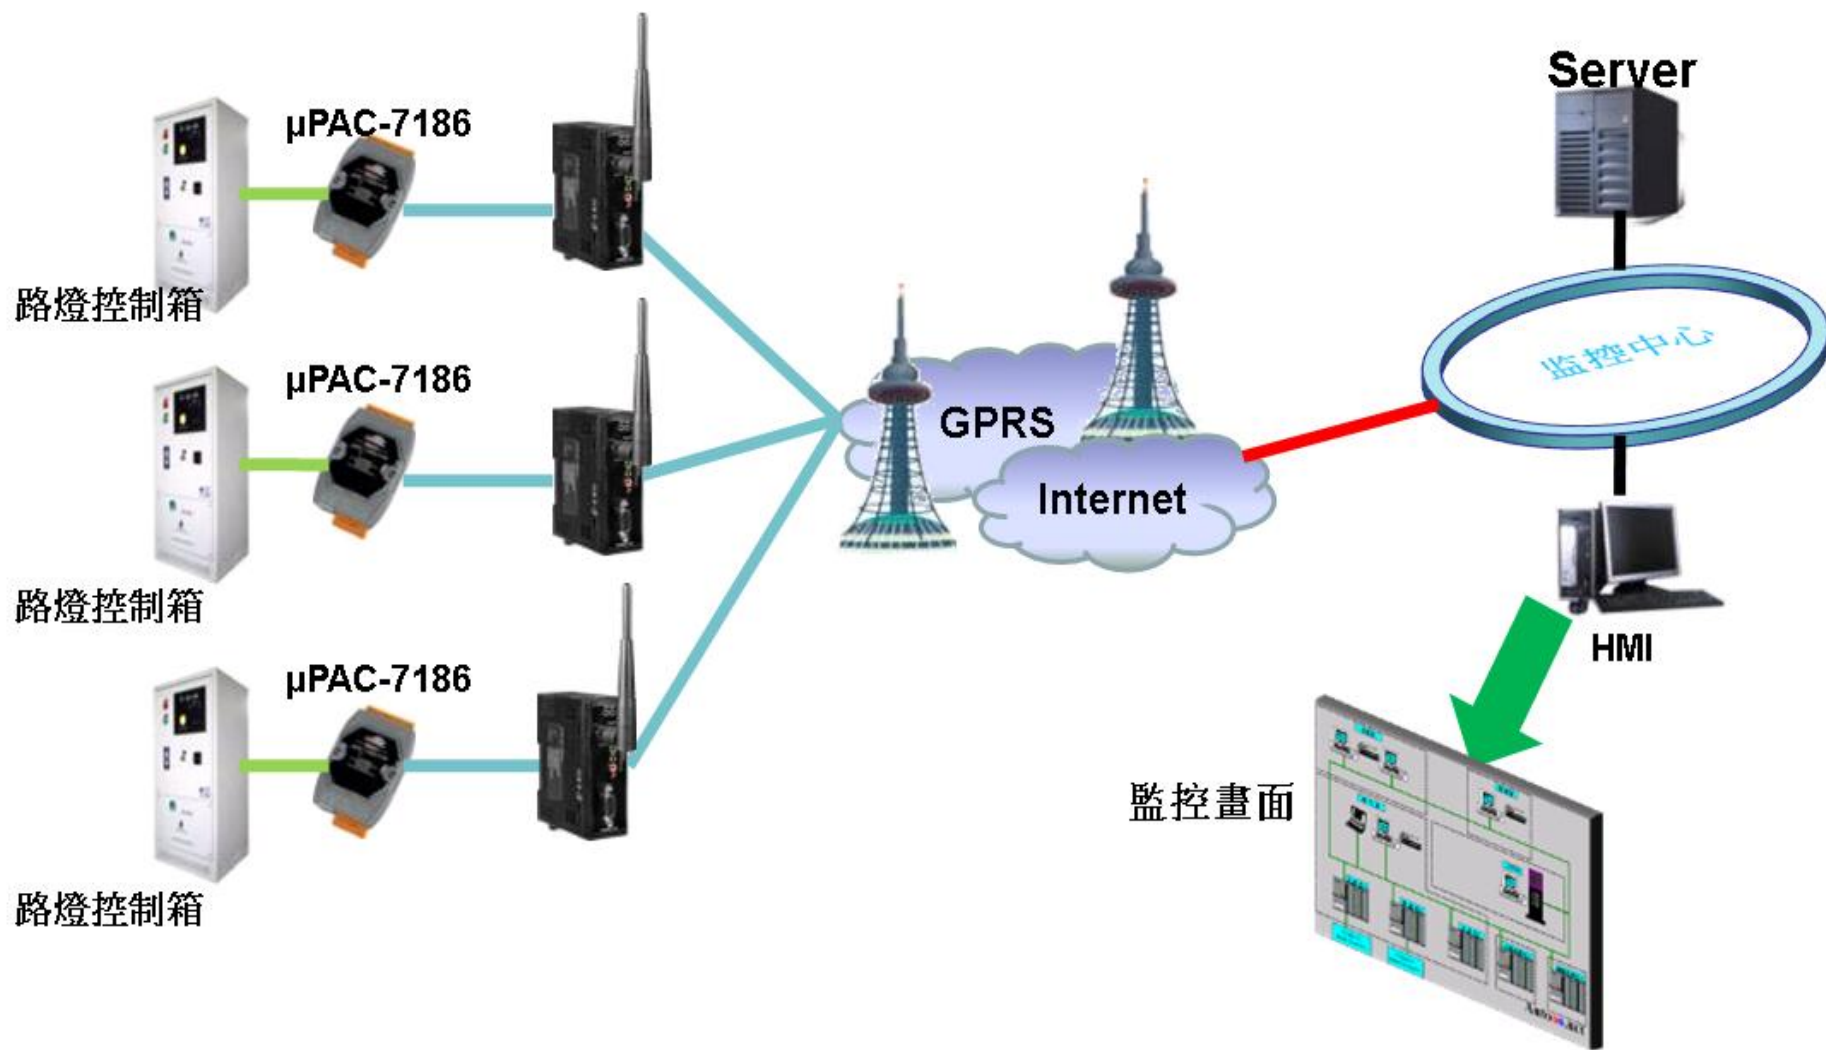 Server
μPAC-7186
路燈控制箱
μPAC-7186
路燈控制箱
μPAC-7186
路燈控制箱
GPRS
Internet
监控中心
HMI
監控畫面